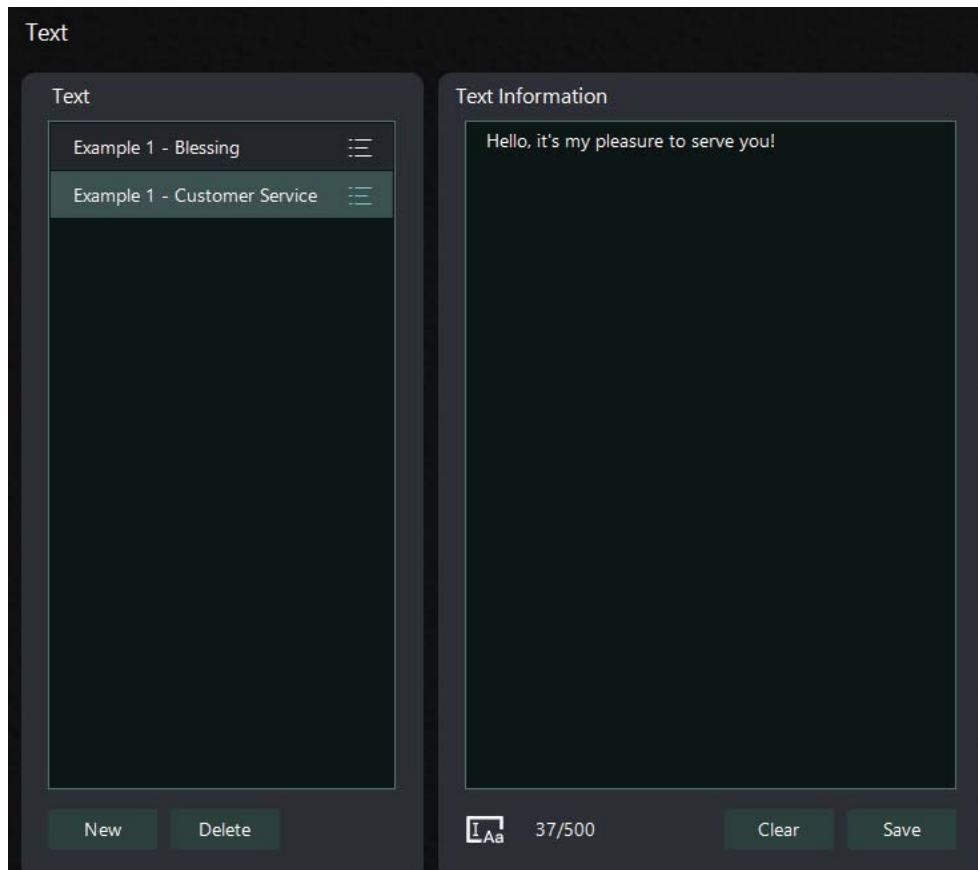 Text
Text
Example 1 - Blessing
Example 1 - Customer Service
New
Delete
Text Information
Hello, it's my pleasure to serve you!
Aa
37/500
Clear
Save